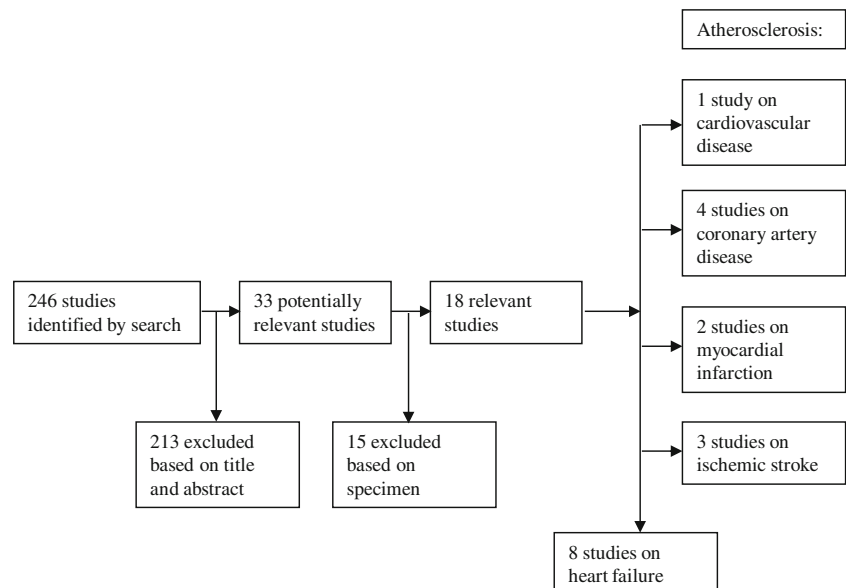 Atherosclerosis:
1 study on
cardiovascular
disease
4 studies on
coronary artery
disease
246 studies
identified by search
33 potentially
relevant studies
18 relevant
studies
2 studies on
myocardial
infarction
213 excluded
based on title
and abstract
15 excluded
based on
specimen
3 studies on
ischemic stroke
8 studies on
heart failure